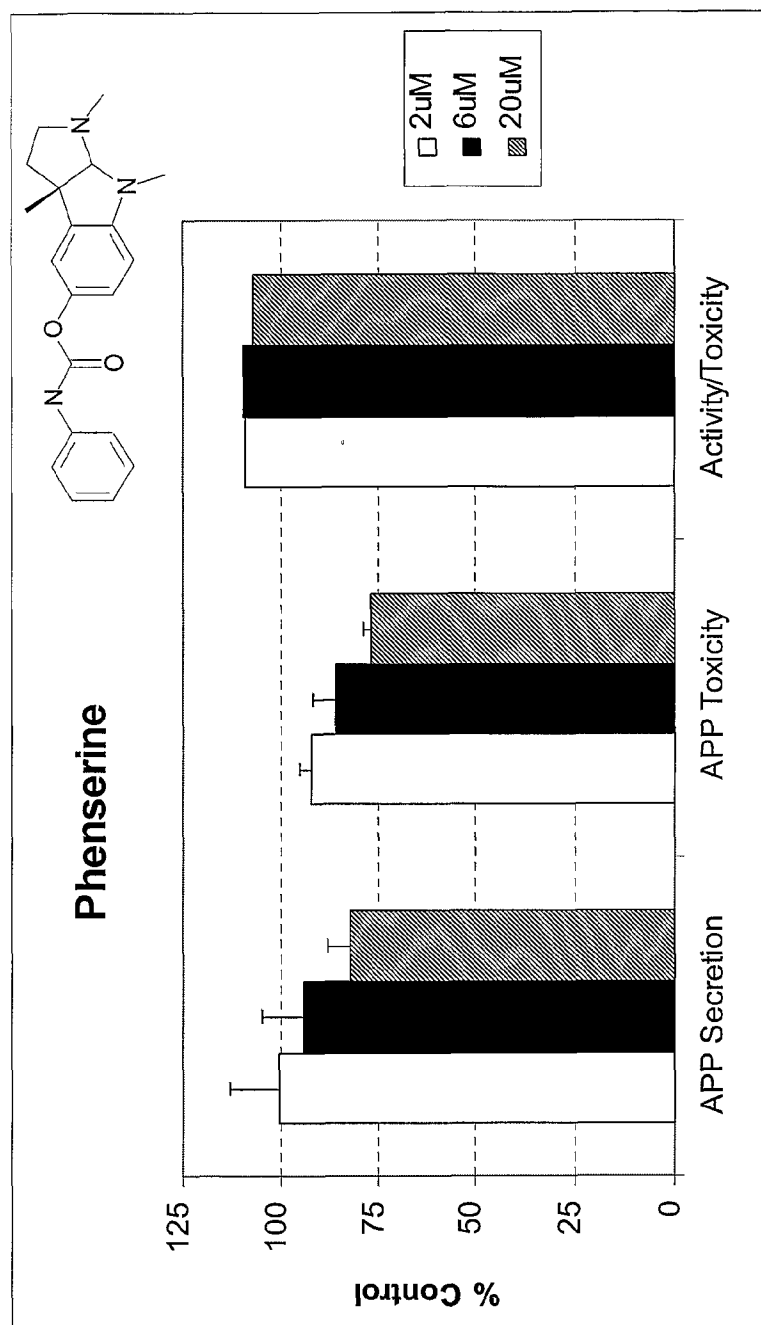 Phenserine
N
O
O
N
N
% Control
125
100
75
50
25
0
APP Secretion
APP Toxicity
Activity/Toxicity
2uM
6uM
20uM